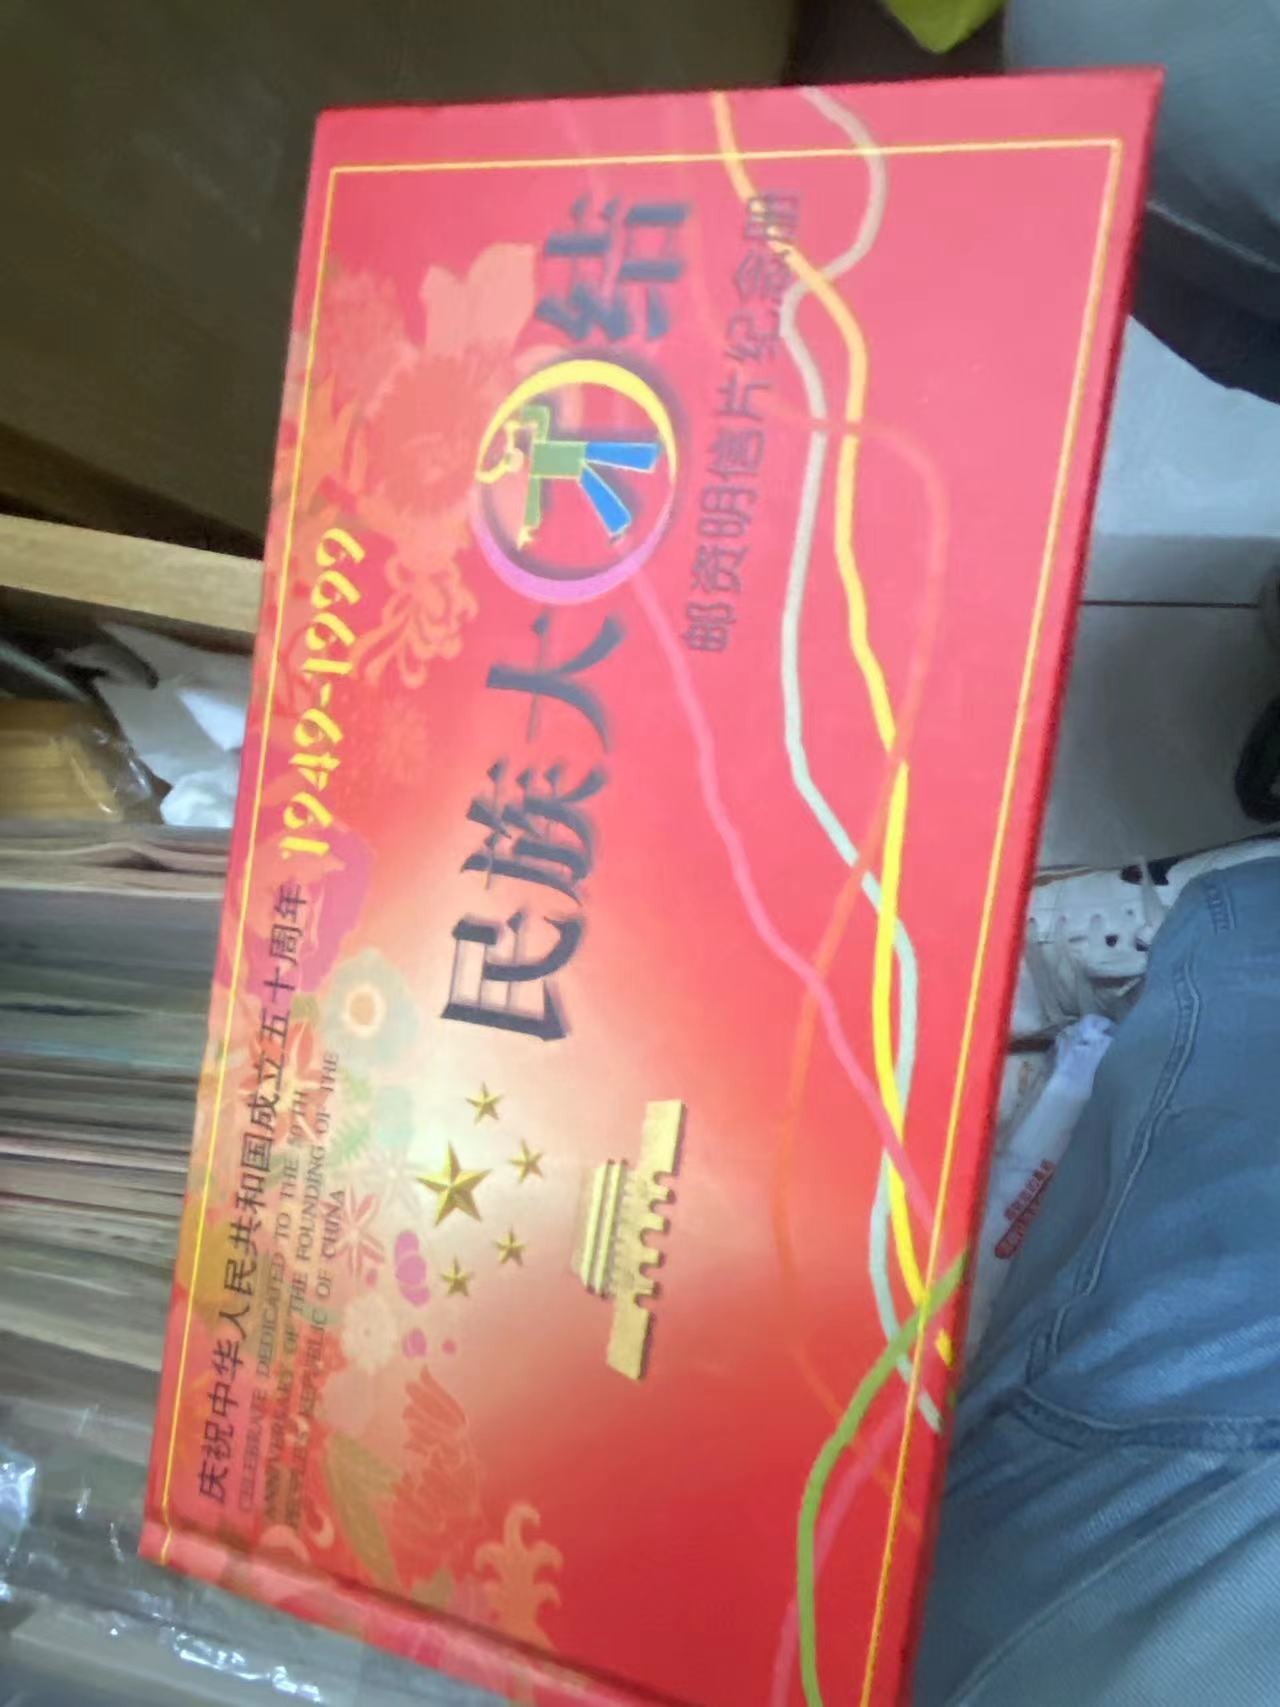 庆祝中华人民共和国成立五十周年 1949-1999
CELEBRATE DEDICATED TO THE 50TH
ANNIVERSARY OF THE FOUNDING OF THE
PEOPLE'S REPUBLIC OF CHINA
民族大团结
邮资明信片纪念册